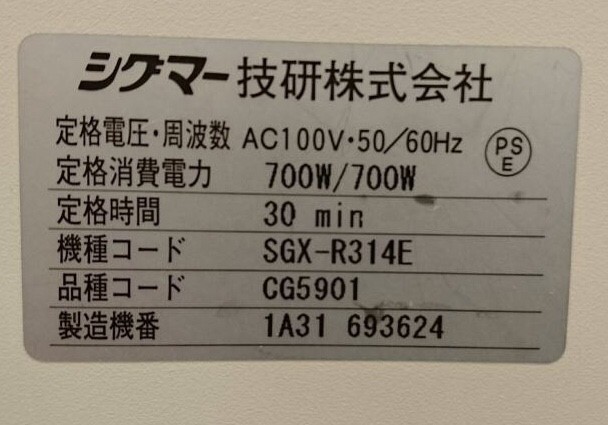 シグマー技研株式会社
定格電圧・周波数 AC100V・50/60Hz
PS
E
定格消費電力 700W/700W
定格時間 30 min
機種コード SGX-R314E
品種コード CG5901
製造機番 1A31 693624